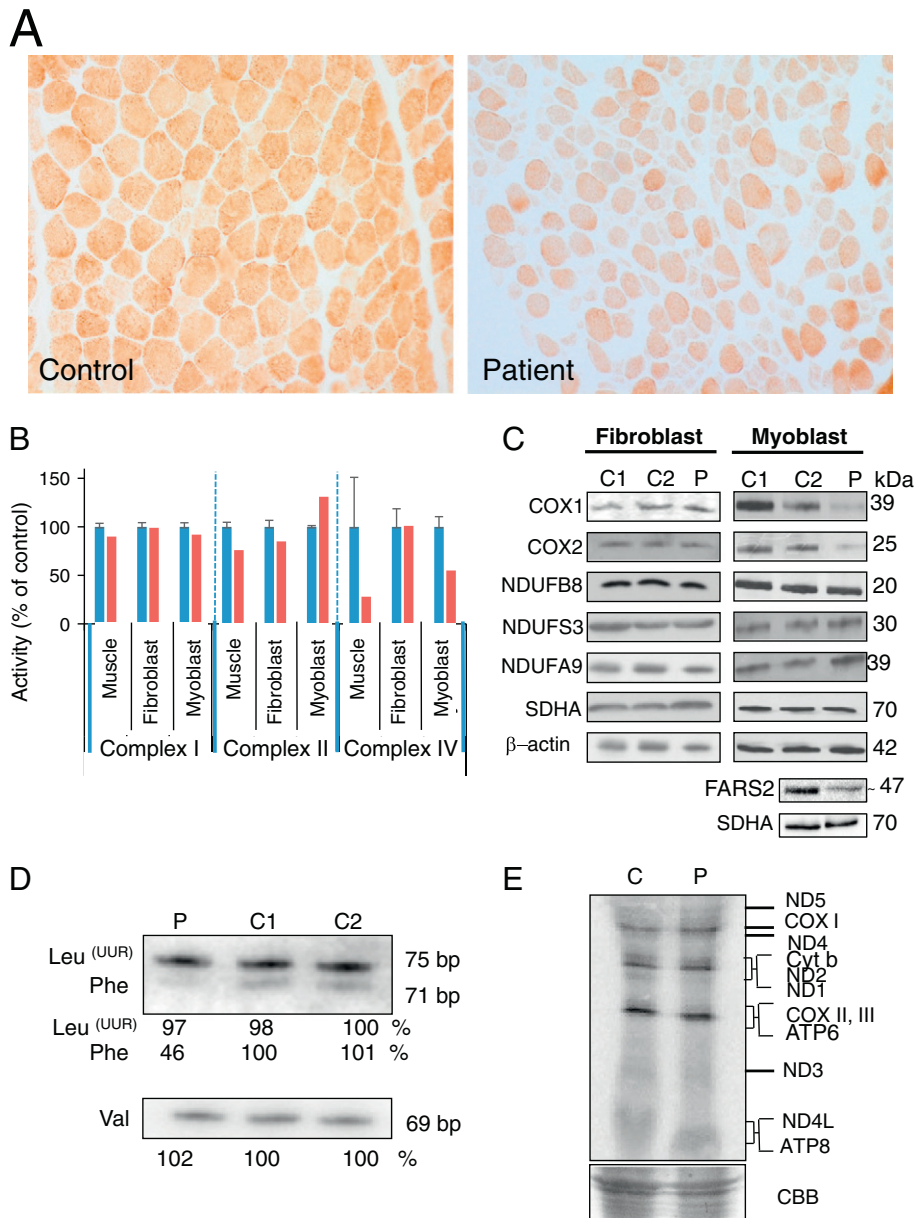 A
Control
Patient
B
Activity (% of control)
150
100
50
0
Muscle
Fibroblast
Myoblast
Muscle
Fibroblast
Myoblast
Muscle
Fibroblast
Myoblast
Complex I
Complex II
Complex IV
C
Fibroblast Myoblast
C1 C2 P C1 C2 P kDa
COX1 39
COX2 25
NDUFB8 20
NDUFS3 30
NDUFA9 39
SDHA 70
β–actin 42
FARS2 ~ 47
SDHA 70
D
P C1 C2
Leu (UUR) 75 bp
Phe 71 bp
Leu (UUR) 97 98 100 %
Phe 46 100 101 %
Val 69 bp
102 100 100 %
E
C P
ND5
COX I
ND4
Cyt b
ND2
ND1
COX II, III
ATP6
ND3
ND4L
ATP8
CBB